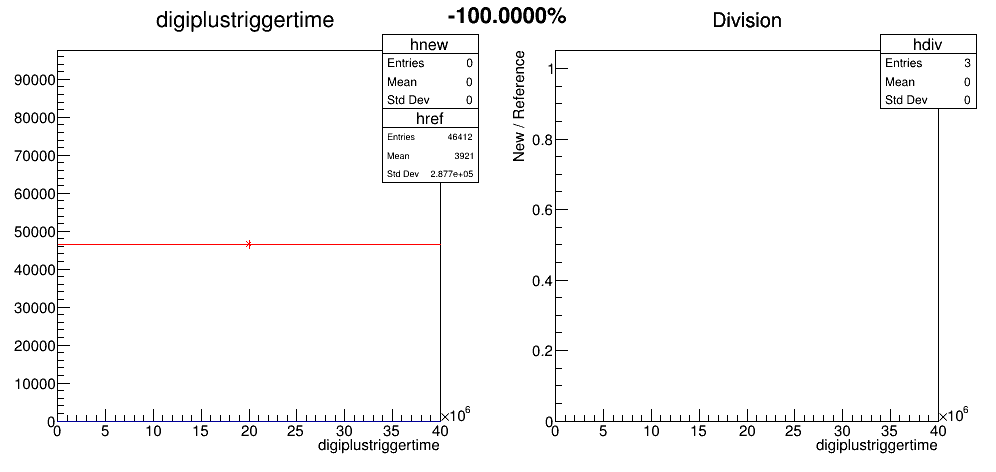 -100.0000%
digiplustriggertime
hnew
Entries 0
Mean 0
Std Dev 0
href
Entries 46412
Mean 3921
Std Dev 2.877e+05
90000
80000
70000
60000
50000
40000
30000
20000
10000
0
0 5 10 15 20 25 30 35 40
×10⁶
digiplustriggertime
Division
hdiv
Entries 3
Mean 0
Std Dev 0
New / Reference
1
0.8
0.6
0.4
0.2
0
0 5 10 15 20 25 30 35 40
×10⁶
digiplustriggertime